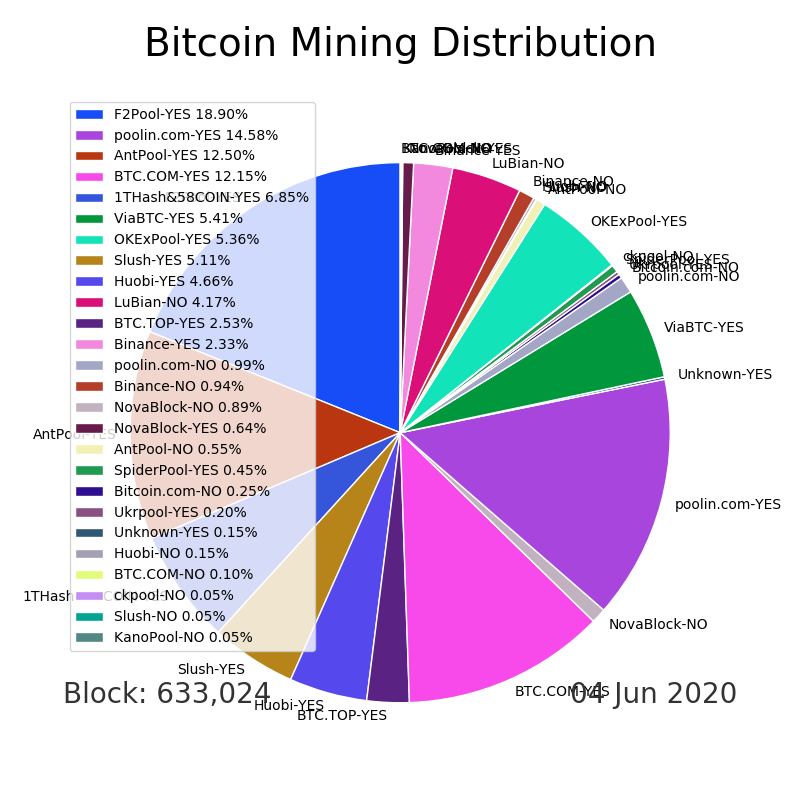 Bitcoin Mining Distribution
F2Pool-YES 18.90%
poolin.com-YES 14.58%
AntPool-YES 12.50%
BTC.COM-YES 12.15%
1THash&58COIN-YES 6.85%
ViaBTC-YES 5.41%
OKExPool-YES 5.36%
Slush-YES 5.11%
Huobi-YES 4.66%
LuBian-NO 4.17%
BTC.TOP-YES 2.53%
Binance-YES 2.33%
poolin.com-NO 0.99%
Binance-NO 0.94%
NovaBlock-NO 0.89%
NovaBlock-YES 0.64%
AntPool-NO 0.55%
SpiderPool-YES 0.45%
Bitcoin.com-NO 0.25%
Ukrpool-YES 0.20%
Unknown-YES 0.15%
Huobi-NO 0.15%
BTC.COM-NO 0.10%
ckpool-NO 0.05%
Slush-NO 0.05%
KanoPool-NO 0.05%
Binance-YES
LuBian-NO
Binance-NO
AntPool-NO
OKExPool-YES
ckpool-NO
SpiderPool-YES
Bitcoin.com-NO
poolin.com-NO
ViaBTC-YES
Unknown-YES
poolin.com-YES
NovaBlock-NO
BTC.COM-YES
BTC.TOP-YES
Huobi-YES
Slush-YES
AntPool-YES
1THash
Block: 633,024
04 Jun 2020